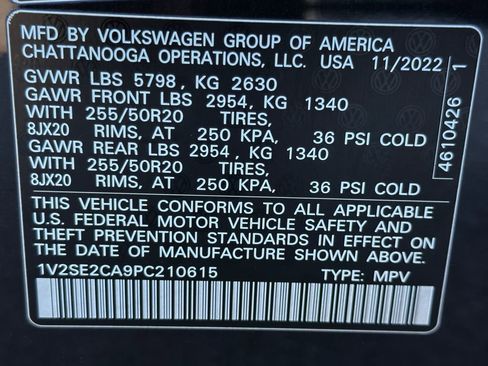 MFD BY VOLKSWAGEN GROUP OF AMERICA
CHATTANOOGA OPERATIONS, LLC. USA 11/2022
GVWR LBS 5798, KG 2630
GAWR FRONT LBS 2954, KG 1340
WITH 255/50R20 TIRES,
8JX20 RIMS, AT 250 KPA, 36 PSI COLD
GAWR REAR LBS 2954 , KG 1340
WITH 255/50R20 TIRES,
8JX20 RIMS, AT 250 KPA, 36 PSI COLD
THIS VEHICLE CONFORMS TO ALL APPLICABLE
U.S. FEDERAL MOTOR VEHICLE SAFETY AND
THEFT PREVENTION STANDARDS IN EFFECT ON
THE DATE OF MANUFACTURE SHOWN ABOVE.
1V2SE2CA9PC210615 TYPE: MPV
4610426 1